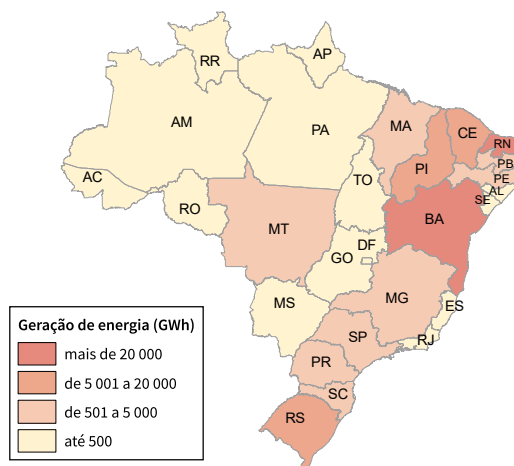 RR
AP
AM
PA
MA
CE
RN
PB
PE
AL
SE
PI
AC
TO
RO
BA
MT
DF
GO
MG
ES
MS
SP
RJ
PR
SC
RS
Geração de energia (GWh)
mais de 20 000
de 5 001 a 20 000
de 501 a 5 000
até 500